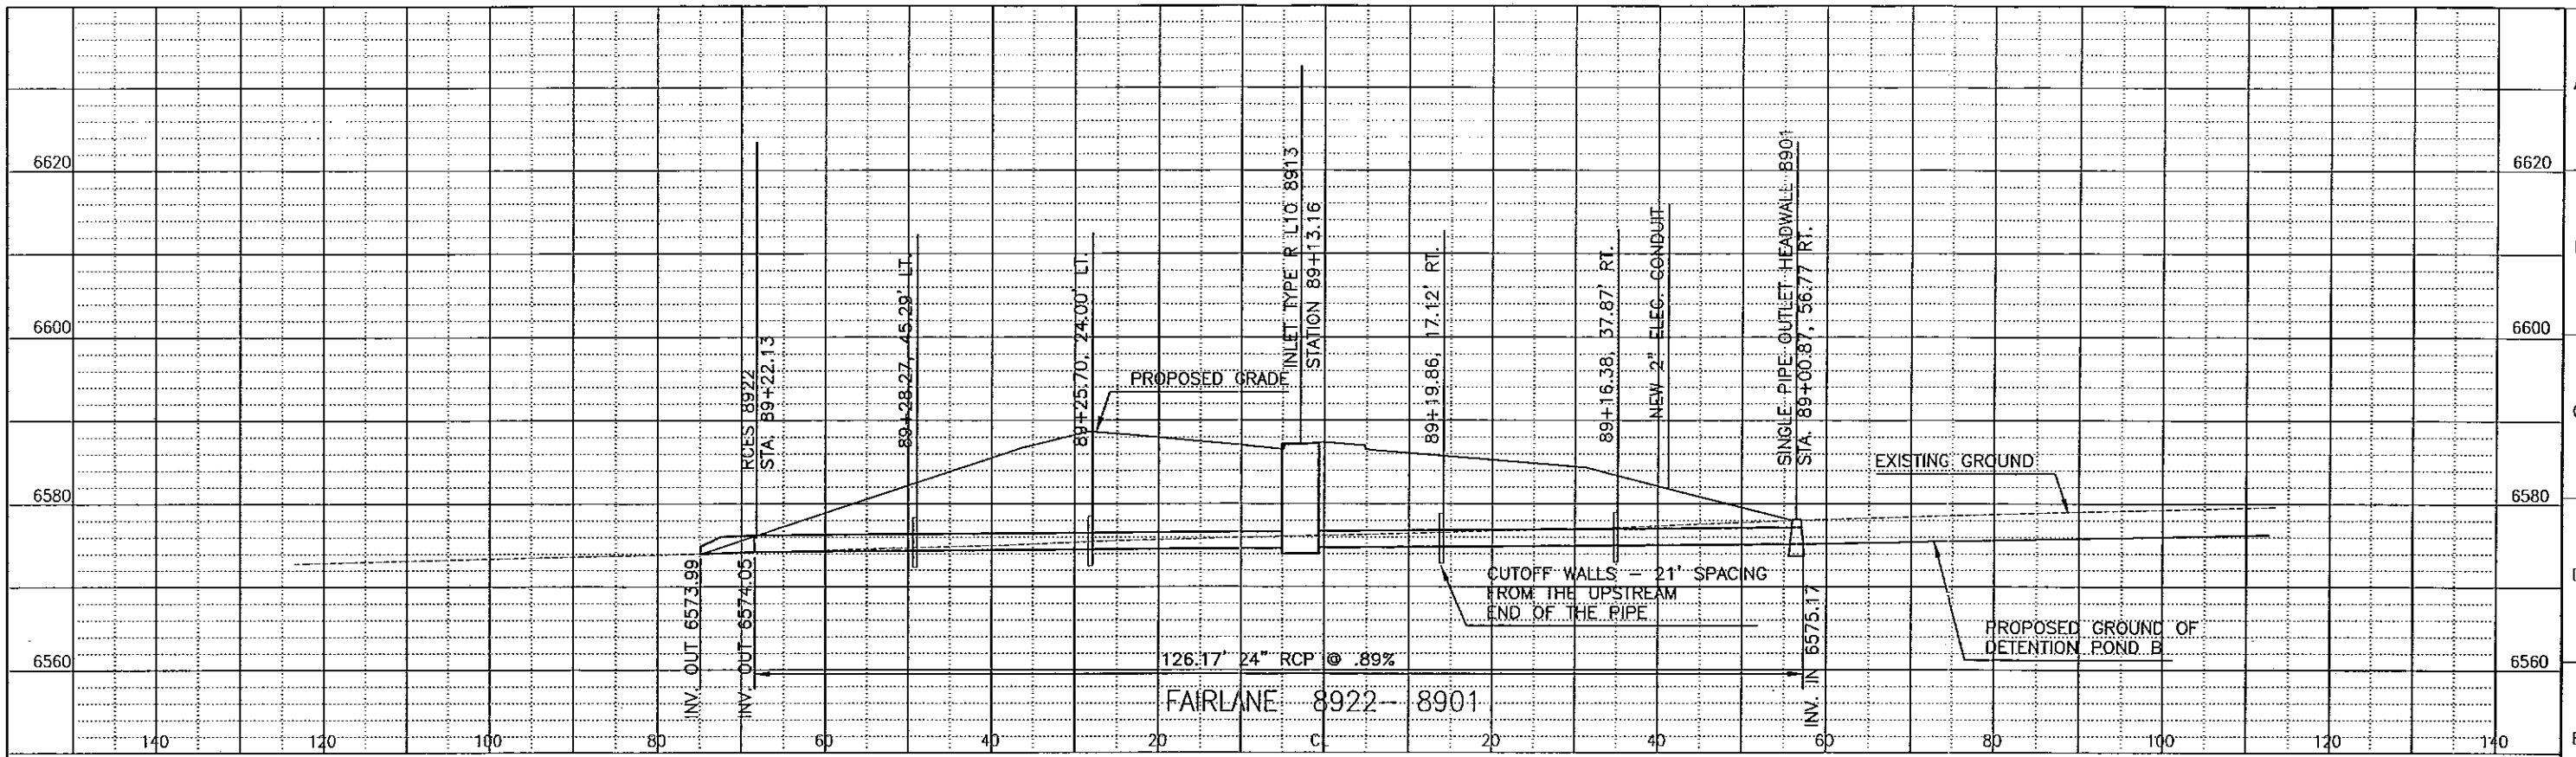 6620
6600
6580
6560
RCES 8922
STA. 89+22.13
89+28.27, 45.29' LT.
89+25.70, 24.00' LT.
PROPOSED GRADE
INLET TYPE R L10 8913
STATION 89+13.16
89+19.86, 17.12' RT.
89+16.38, 37.87' RT.
NEW 2" ELEC. CONDUIT
SINGLE PIPE OUTLET HEADWALL 8901
STA. 89+00.87, 56.77 RT.
EXISTING GROUND
6620
6600
6580
6560
INV. OUT 6573.99
INV. OUT 6574.05
CUTOFF WALLS – 21' SPACING
FROM THE UPSTREAM
END OF THE PIPE
INV. IN 6575.17
PROPOSED GROUND OF
DETENTION POND B
126.17' 24" RCP @ .89%
FAIRLANE 8922– 8901
140 120 100 80 60 40 20 CL 20 40 60 80 100 120 140